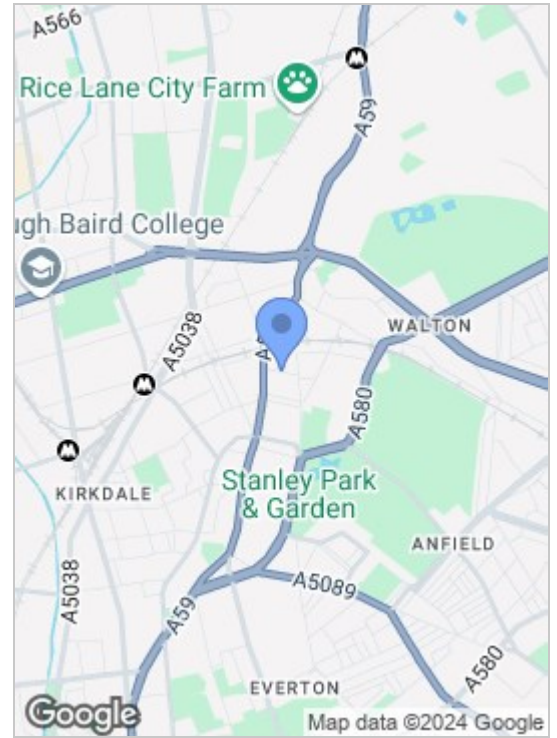 A566
Rice Lane City Farm
A59
ugh Baird College
A5038
WALTON
A580
KIRKDALE
Stanley Park
& Garden
ANFIELD
A5038
A5089
A59
A580
EVERTON
Google
Map data ©2024 Google